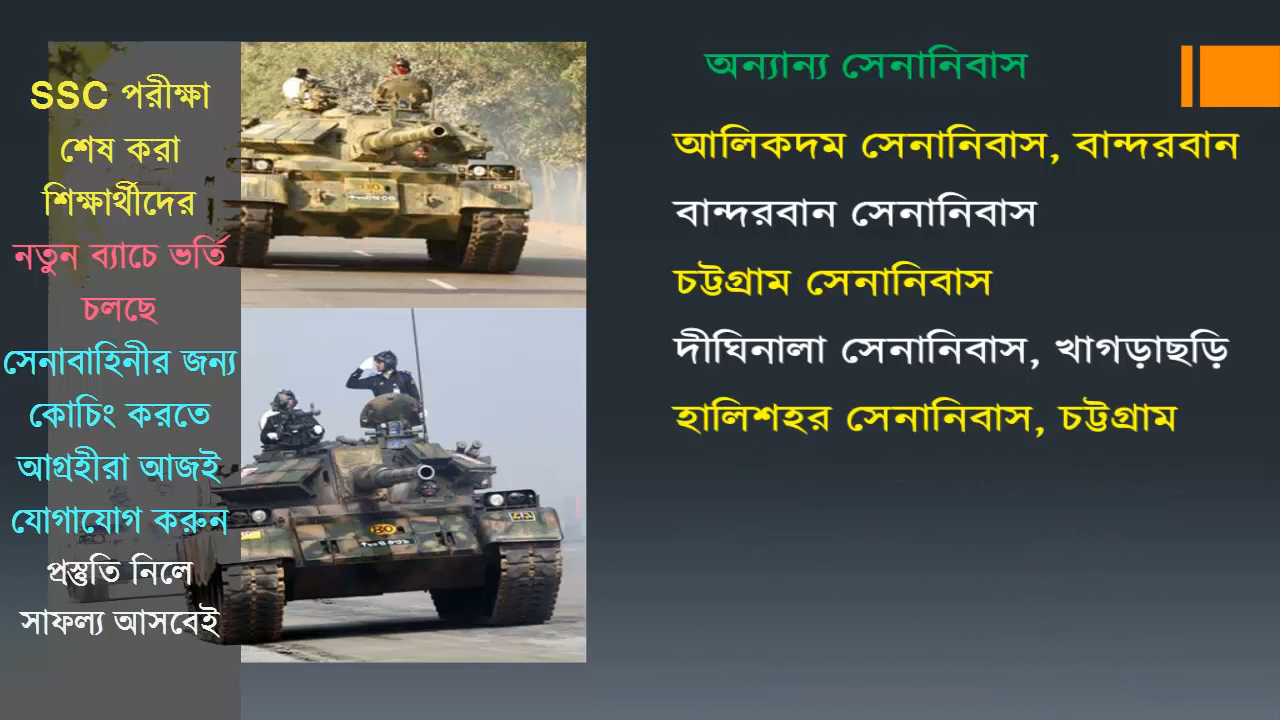 SSC পরীক্ষা
শেষ করা
শিক্ষার্থীদের
নতুন ব্যাচে ভর্তি
চলছে
সেনাবাহিনীর জন্য
কোচিং করতে
আগ্রহীরা আজই
যোগাযোগ করুন
প্রস্তুতি নিলে
সাফল্য আসবেই
অন্যান্য সেনানিবাস
আলিকদম সেনানিবাস, বান্দরবান
বান্দরবান সেনানিবাস
চট্টগ্রাম সেনানিবাস
দীঘিনালা সেনানিবাস, খাগড়াছড়ি
হালিশহর সেনানিবাস, চট্টগ্রাম